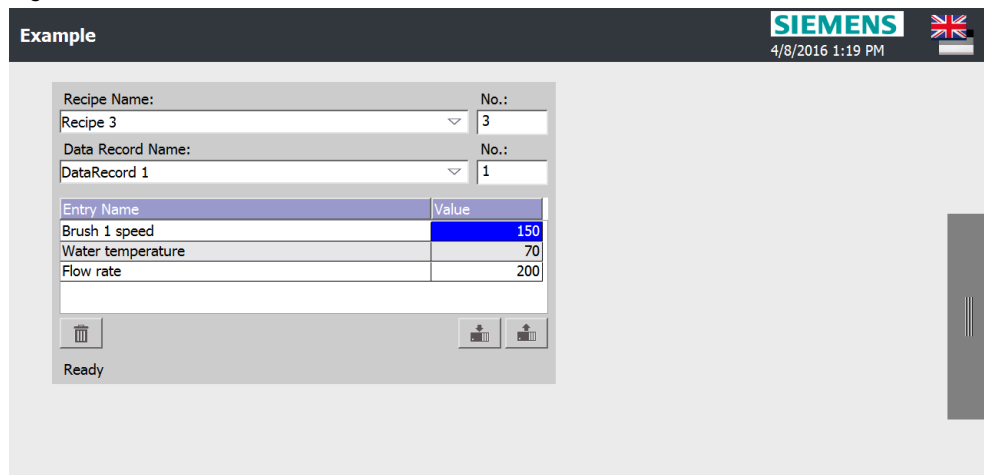 Example
SIEMENS
4/8/2016 1:19 PM
Recipe Name: No.:
Recipe 3 3
Data Record Name: No.:
DataRecord 1 1
Entry Name Value
Brush 1 speed 150
Water temperature 70
Flow rate 200
Ready